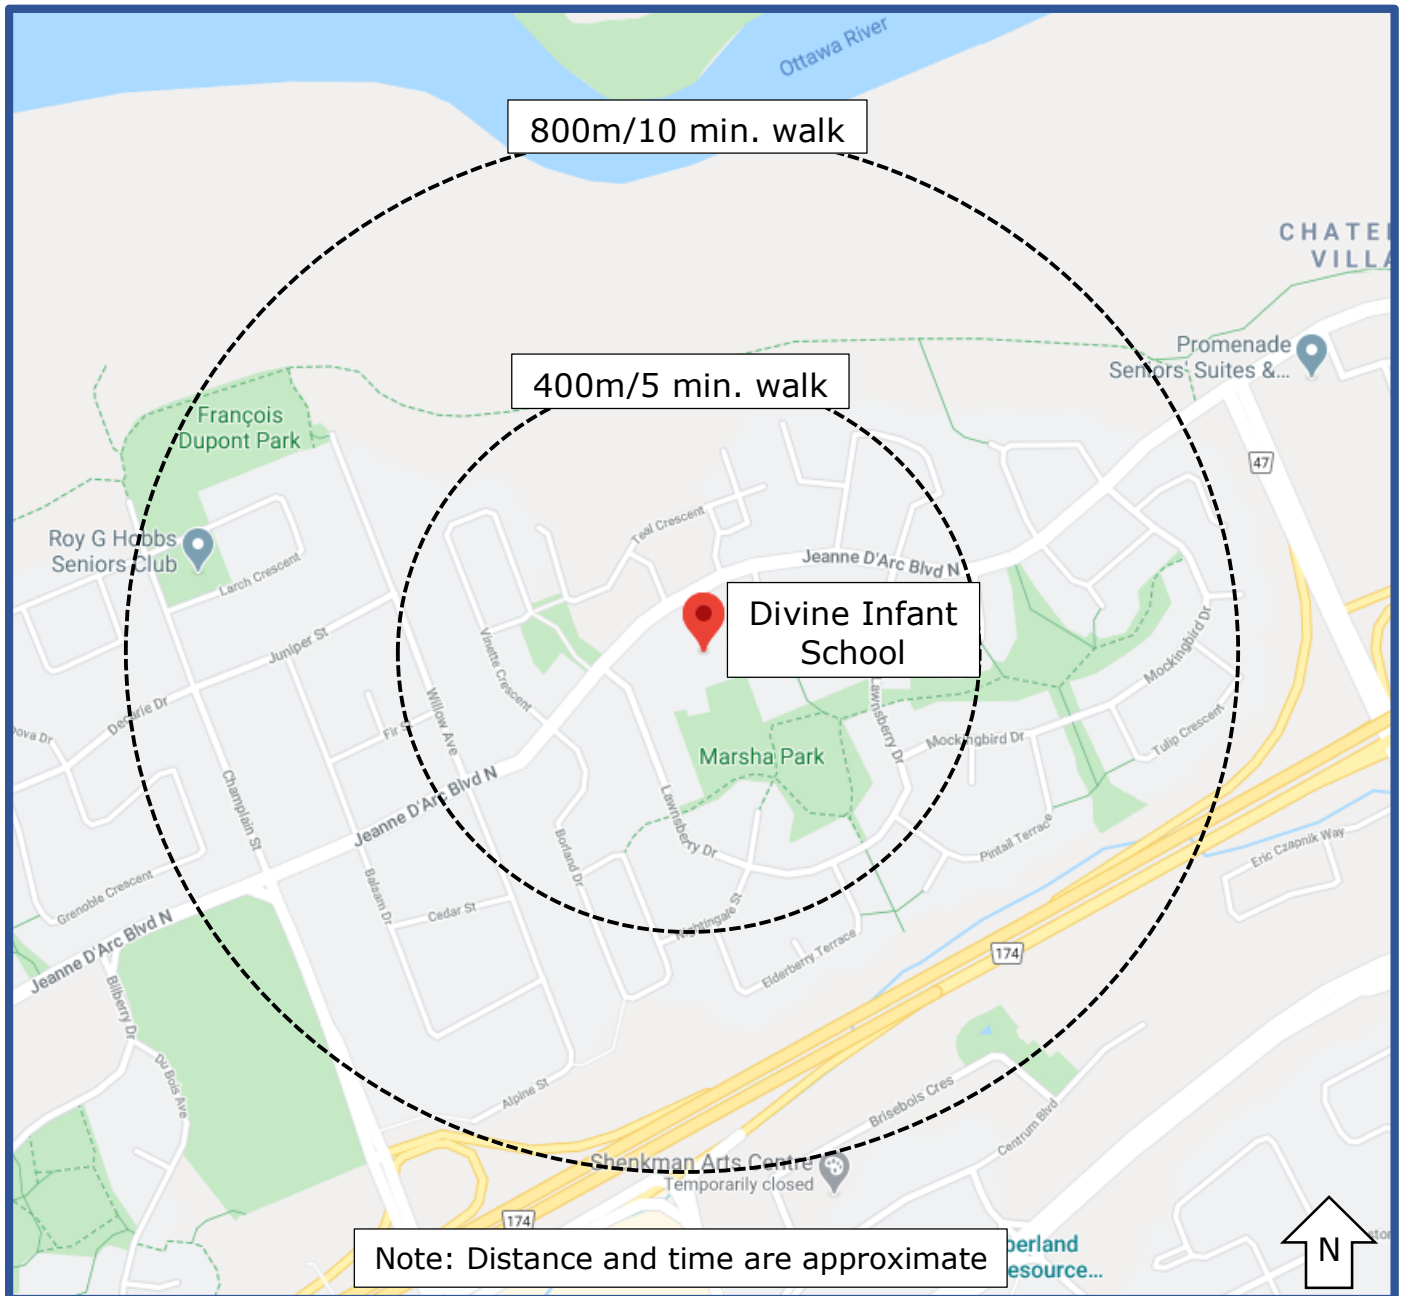 Ottawa River
800m/10 min. walk
CHATE
VILLA
Promenade
Seniors' Suites &...
400m/5 min. walk
François
Dupont Park
47
Roy G Hobbs
Seniors Club
Teal Crescent
Larch Crescent
Jeanne D'Arc Blvd N
Divine Infant
School
Juniper St
Vinette Crescent
Mockingbird Dr
Decarie Dr
ova Dr
Willow Ave
Fir St
Lawnsberry Dr
Mockingbird Dr
Tulip Crescent
Marsha Park
Champlain St
Jeanne D'Arc Blvd N
Lawnsberry Dr
Borland Dr
Pintail Terrace
Eric Czapnik Way
Grenoble Crescent
Balaam Dr
Cedar St
Nightingale St
Jeanne D'Arc Blvd N
Elderberry Terrace
174
Bilberry Dr
Du Bois Ave
Alpine St
Brisebois Cres
Centrum Blvd
Shenkman Arts Centre
Temporarily closed
174
Note: Distance and time are approximate
berland
esource...
N